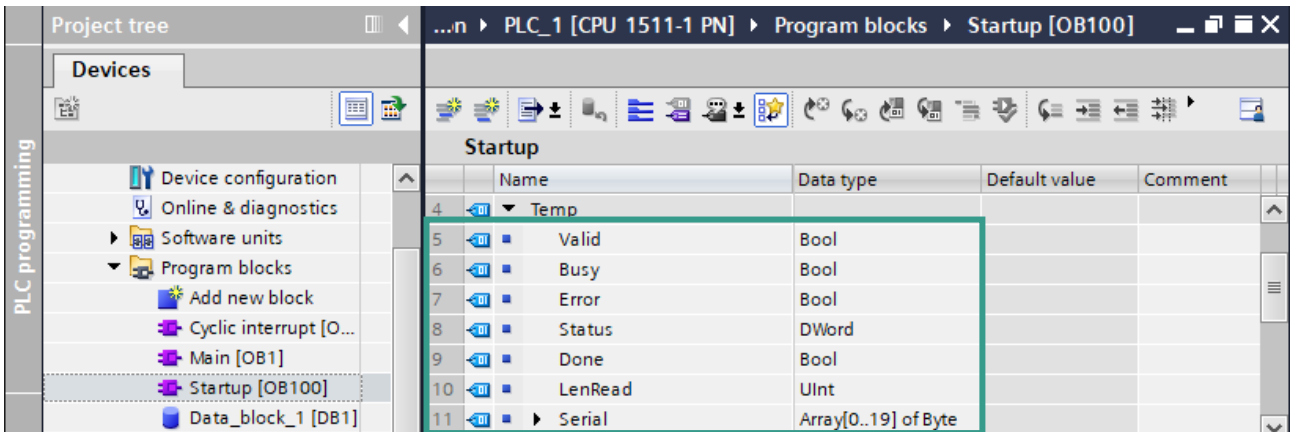 Project tree
...n ▸ PLC_1 [CPU 1511-1 PN] ▸ Program blocks ▸ Startup [OB100]
Devices
PLC programming
Device configuration
Online & diagnostics
Software units
Program blocks
Add new block
Cyclic interrupt [O...
Main [OB1]
Startup [OB100]
Data_block_1 [DB1]
Startup
Name Data type Default value Comment
4 Temp
5 Valid Bool
6 Busy Bool
7 Error Bool
8 Status DWord
9 Done Bool
10 LenRead UInt
11 Serial Array[0..19] of Byte